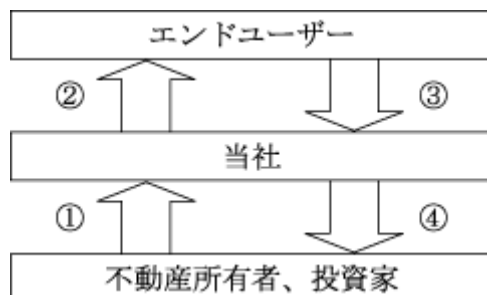 エンドユーザー
② ③
当社
① ④
不動産所有者、投資家